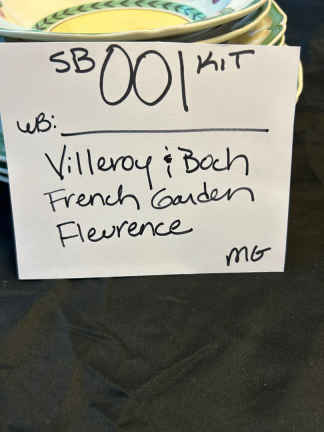 SB 001 KIT
WB:
Villeroy & Boch
French Garden
Fleurence
MG